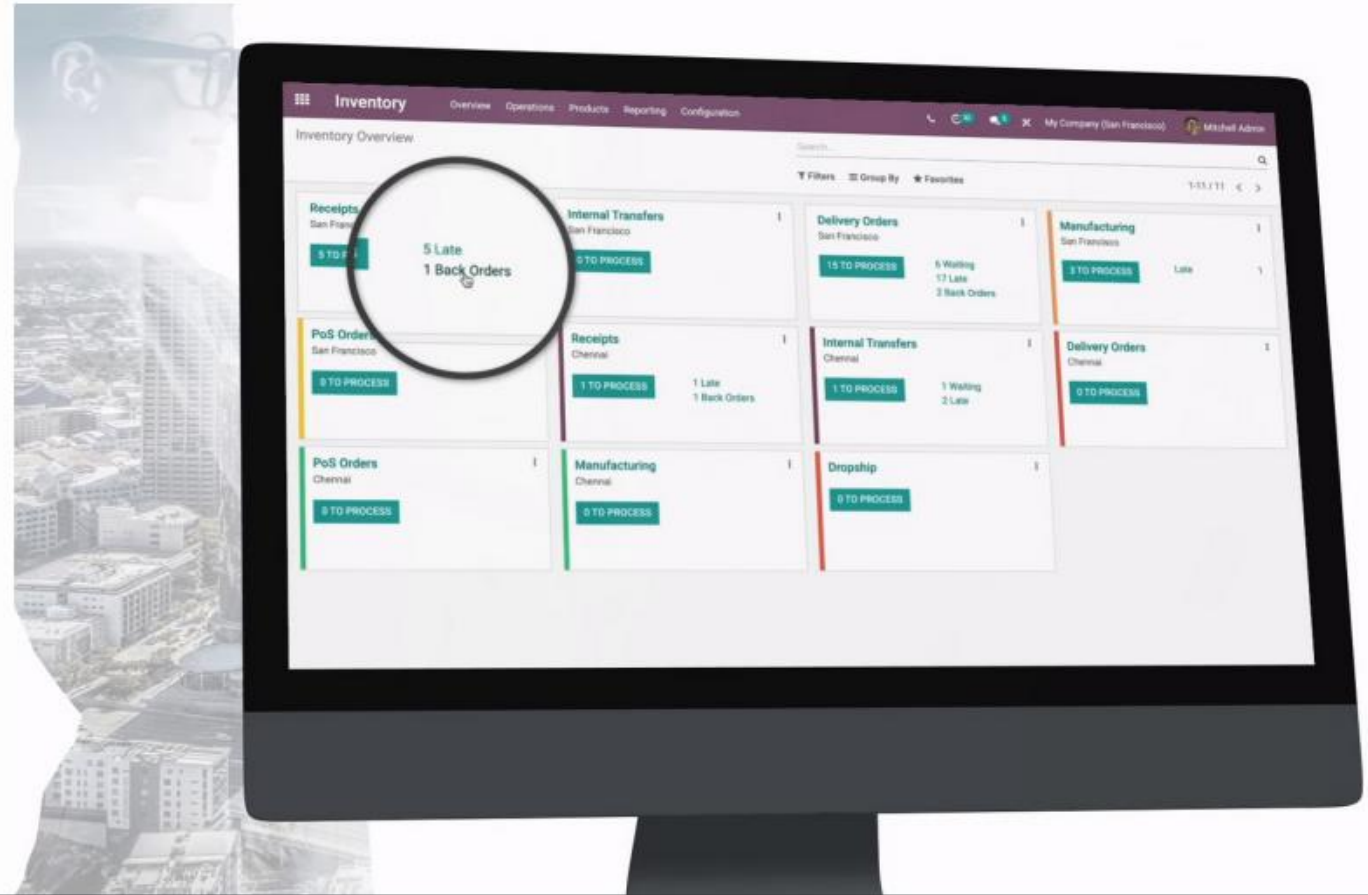 Inventory Overview Operations Products Reporting Configuration My Company (San Francisco) Mitchell Admin
Inventory Overview
Search...
Filters Group By Favorites 1-11 / 11
Receipts
San Franc
5 TO P
5 Late
1 Back Orders
Internal Transfers
San Francisco
0 TO PROCESS
Delivery Orders
San Francisco
15 TO PROCESS
6 Waiting
17 Late
2 Back Orders
Manufacturing
San Francisco
3 TO PROCESS
Late
PoS Orders
San Francisco
0 TO PROCESS
Receipts
Chennai
1 TO PROCESS
1 Late
1 Back Orders
Internal Transfers
Chennai
1 TO PROCESS
1 Waiting
2 Late
Delivery Orders
Chennai
0 TO PROCESS
PoS Orders
Chennai
0 TO PROCESS
Manufacturing
Chennai
0 TO PROCESS
Dropship
0 TO PROCESS